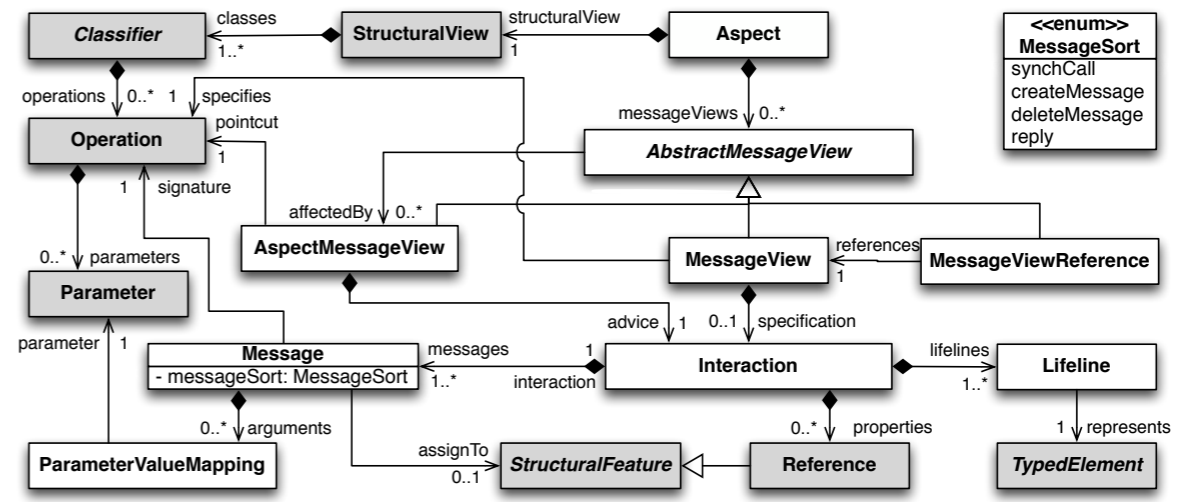 Classifier
classes
1..*
StructuralView
structuralView
1
Aspect
<<enum>>
MessageSort
synchCall
createMessage
deleteMessage
reply
operations
0..*
1
specifies
messageViews
0..*
Operation
pointcut
1
AbstractMessageView
1
signature
affectedBy
0..*
0..*
parameters
AspectMessageView
MessageView
references
1
MessageViewReference
Parameter
parameter
1
advice
1
0..1
specification
Message
- messageSort: MessageSort
messages
1..*
1
interaction
Interaction
lifelines
1..*
Lifeline
0..*
arguments
assignTo
0..1
0..*
properties
1
represents
ParameterValueMapping
StructuralFeature
Reference
TypedElement